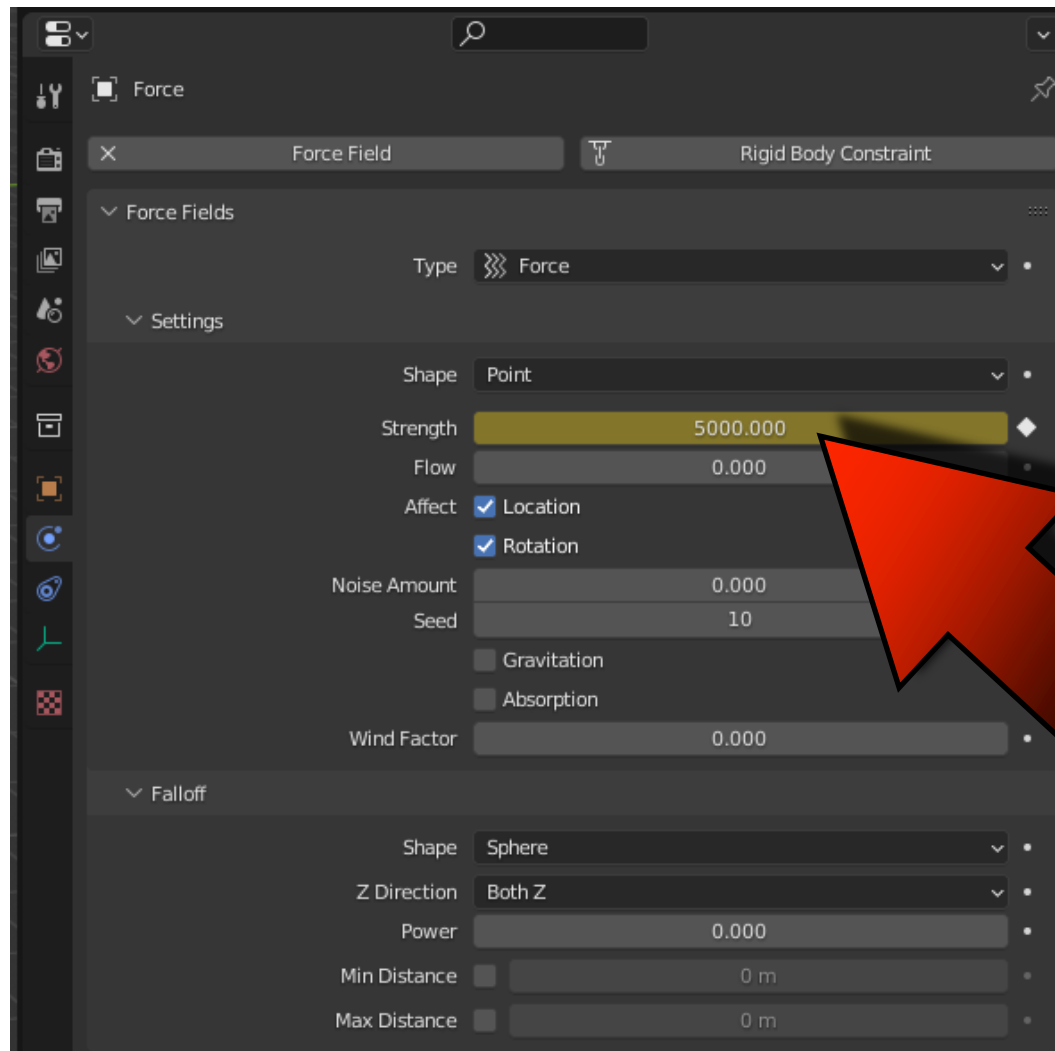 Force
Force Field Rigid Body Constraint
Force Fields
Type Force
Settings
Shape Point
Strength 5000.000
Flow 0.000
Affect Location
Rotation
Noise Amount 0.000
Seed 10
Gravitation
Absorption
Wind Factor 0.000
Falloff
Shape Sphere
Z Direction Both Z
Power 0.000
Min Distance 0 m
Max Distance 0 m